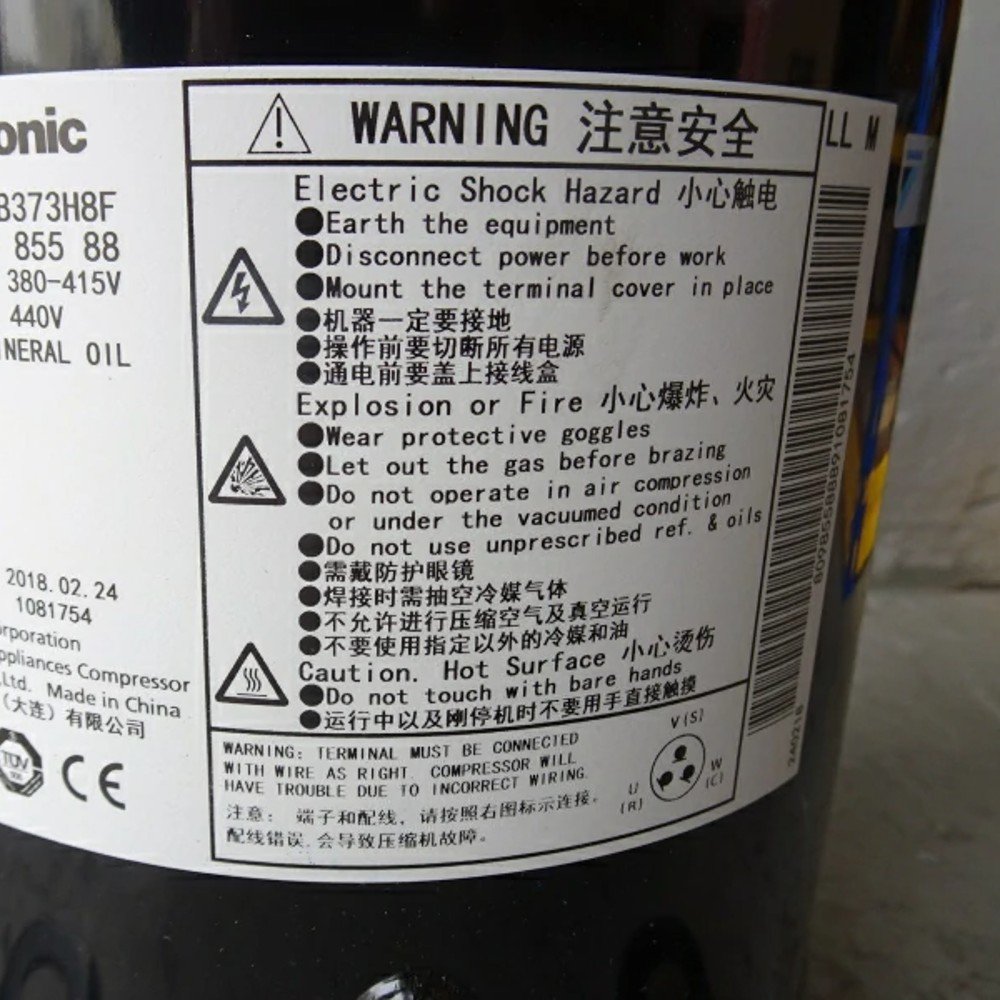 onic
B373H8F
855 88
380-415V
440V
INERAL OIL
2018.02.24
1081754
rporation
ppliances Compressor
Ltd. Made in China
(大连)有限公司
TÜV
CE
WARNING 注意安全
Electric Shock Hazard 小心触电
●Earth the equipment
●Disconnect power before work
●Mount the terminal cover in place
●机器一定要接地
●操作前要切断所有电源
●通电前要盖上接线盒
Explosion or Fire 小心爆炸、火灾
●Wear protective goggles
●Let out the gas before brazing
●Do not operate in air compression
or under the vacuumed condition
●Do not use unprescribed ref. & oils
●需戴防护眼镜
●焊接时需抽空冷媒气体
●不允许进行压缩空气及真空运行
●不要使用指定以外的冷媒和油
Caution. Hot Surface 小心烫伤
●Do not touch with bare hands
●运行中以及刚停机时不要用手直接触摸
WARNING: TERMINAL MUST BE CONNECTED
WITH WIRE AS RIGHT. COMPRESSOR WILL
HAVE TROUBLE DUE TO INCORRECT WIRING.
注意: 端子和配线, 请按照右图标示连接.
配线错误.会导致压缩机故障.
V(S)
U
(R)
W
(C)
LL M
240218